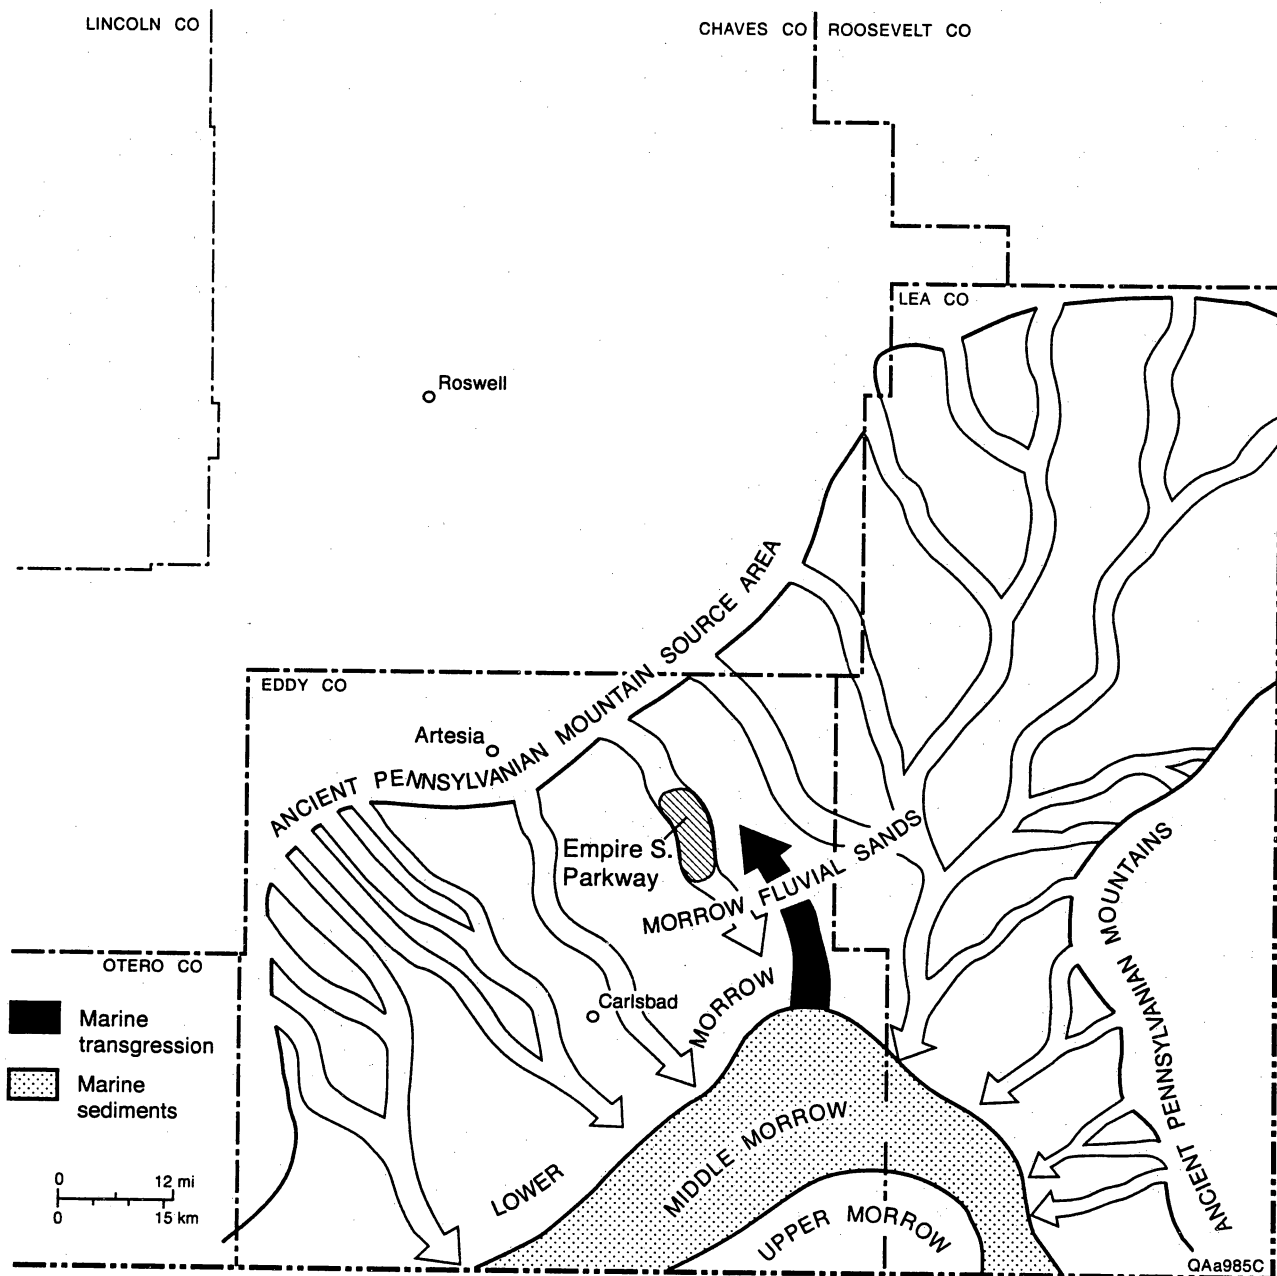 LINCOLN CO
CHAVES CO
ROOSEVELT CO
LEA CO
Roswell
ANCIENT PENNSYLVANIAN MOUNTAIN SOURCE AREA
EDDY CO
Artesia
Empire S.
Parkway
MORROW FLUVIAL SANDS
ANCIENT PENNSYLVANIAN MOUNTAINS
OTERO CO
Marine
transgression
Marine
sediments
Carlsbad
LOWER MORROW
MIDDLE MORROW
UPPER MORROW
0 12 mi
0 15 km
QAa985C